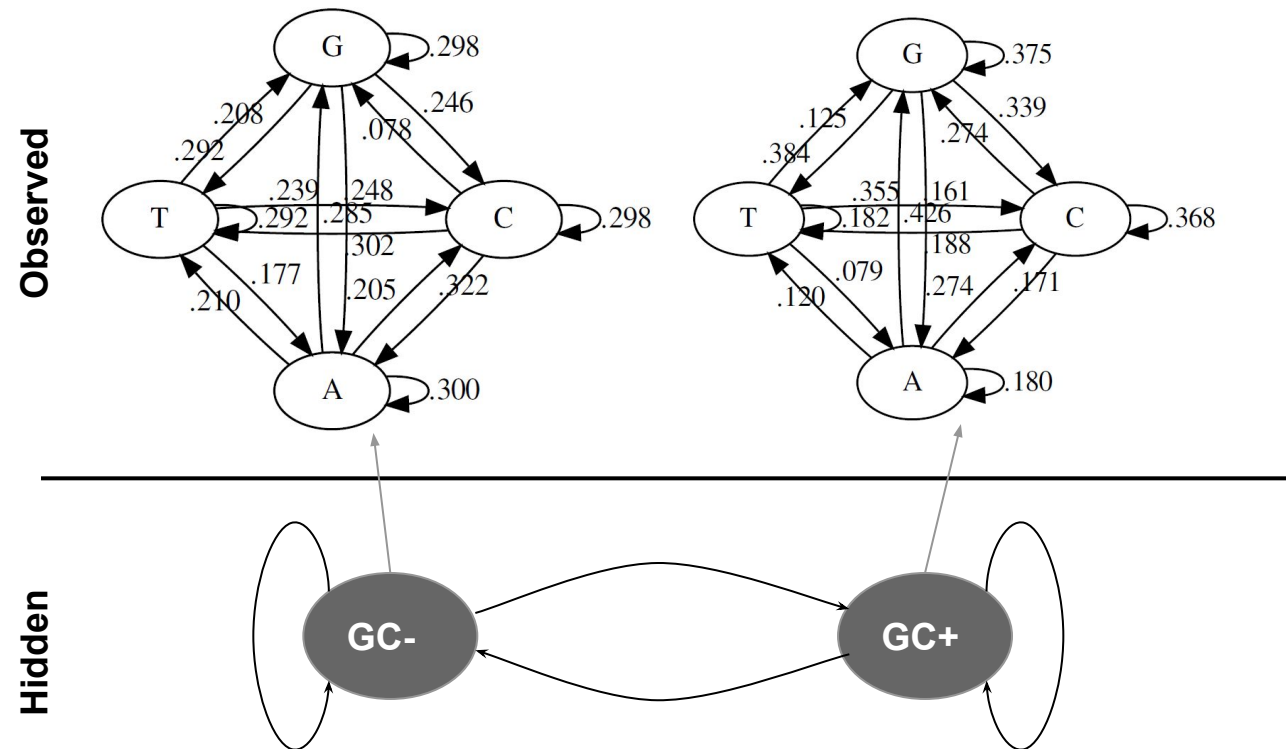 Observed
G
.298
.208
.246
.078
.292
.239
.248
T
.292
.285
C
.298
.302
.177
.205
.322
.210
A
.300
G
.375
.125
.339
.274
.384
.355
.161
T
.182
.426
C
.368
.188
.079
.274
.171
.120
A
.180
Hidden
GC-
GC+